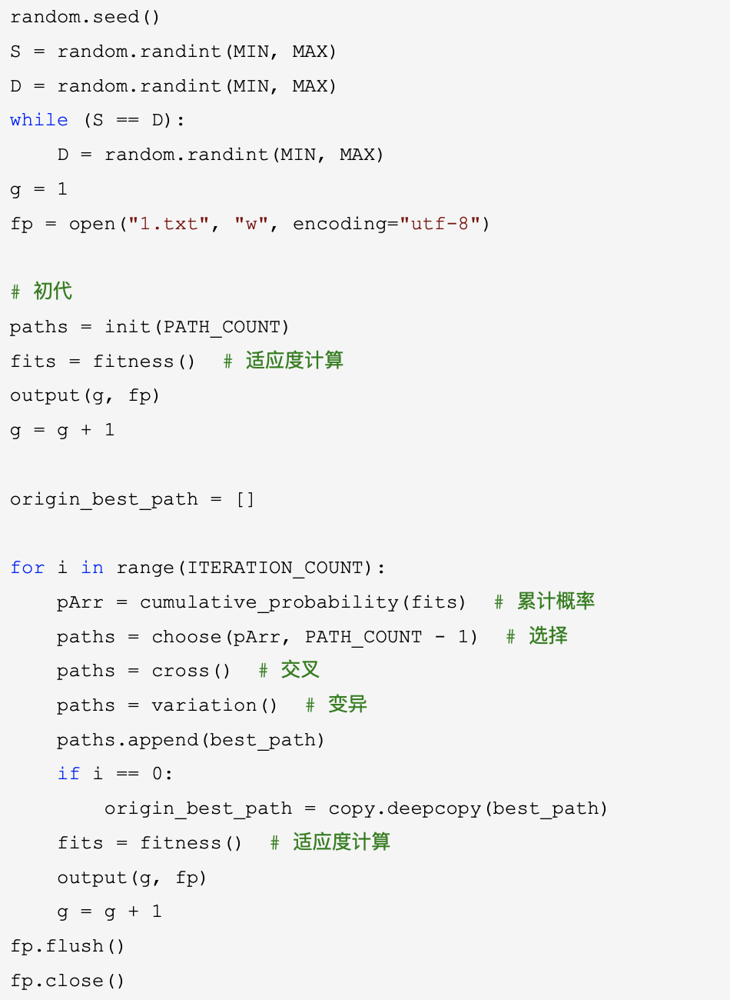 random.seed()
S = random.randint(MIN, MAX)
D = random.randint(MIN, MAX)
while (S == D):
    D = random.randint(MIN, MAX)
g = 1
fp = open("1.txt", "w", encoding="utf-8")
# 初代
paths = init(PATH_COUNT)
fits = fitness()  # 适应度计算
output(g, fp)
g = g + 1
origin_best_path = []
for i in range(ITERATION_COUNT):
    pArr = cumulative_probability(fits)  # 累计概率
    paths = choose(pArr, PATH_COUNT - 1)  # 选择
    paths = cross()  # 交叉
    paths = variation()  # 变异
    paths.append(best_path)
    if i == 0:
        origin_best_path = copy.deepcopy(best_path)
    fits = fitness()  # 适应度计算
    output(g, fp)
    g = g + 1
fp.flush()
fp.close()